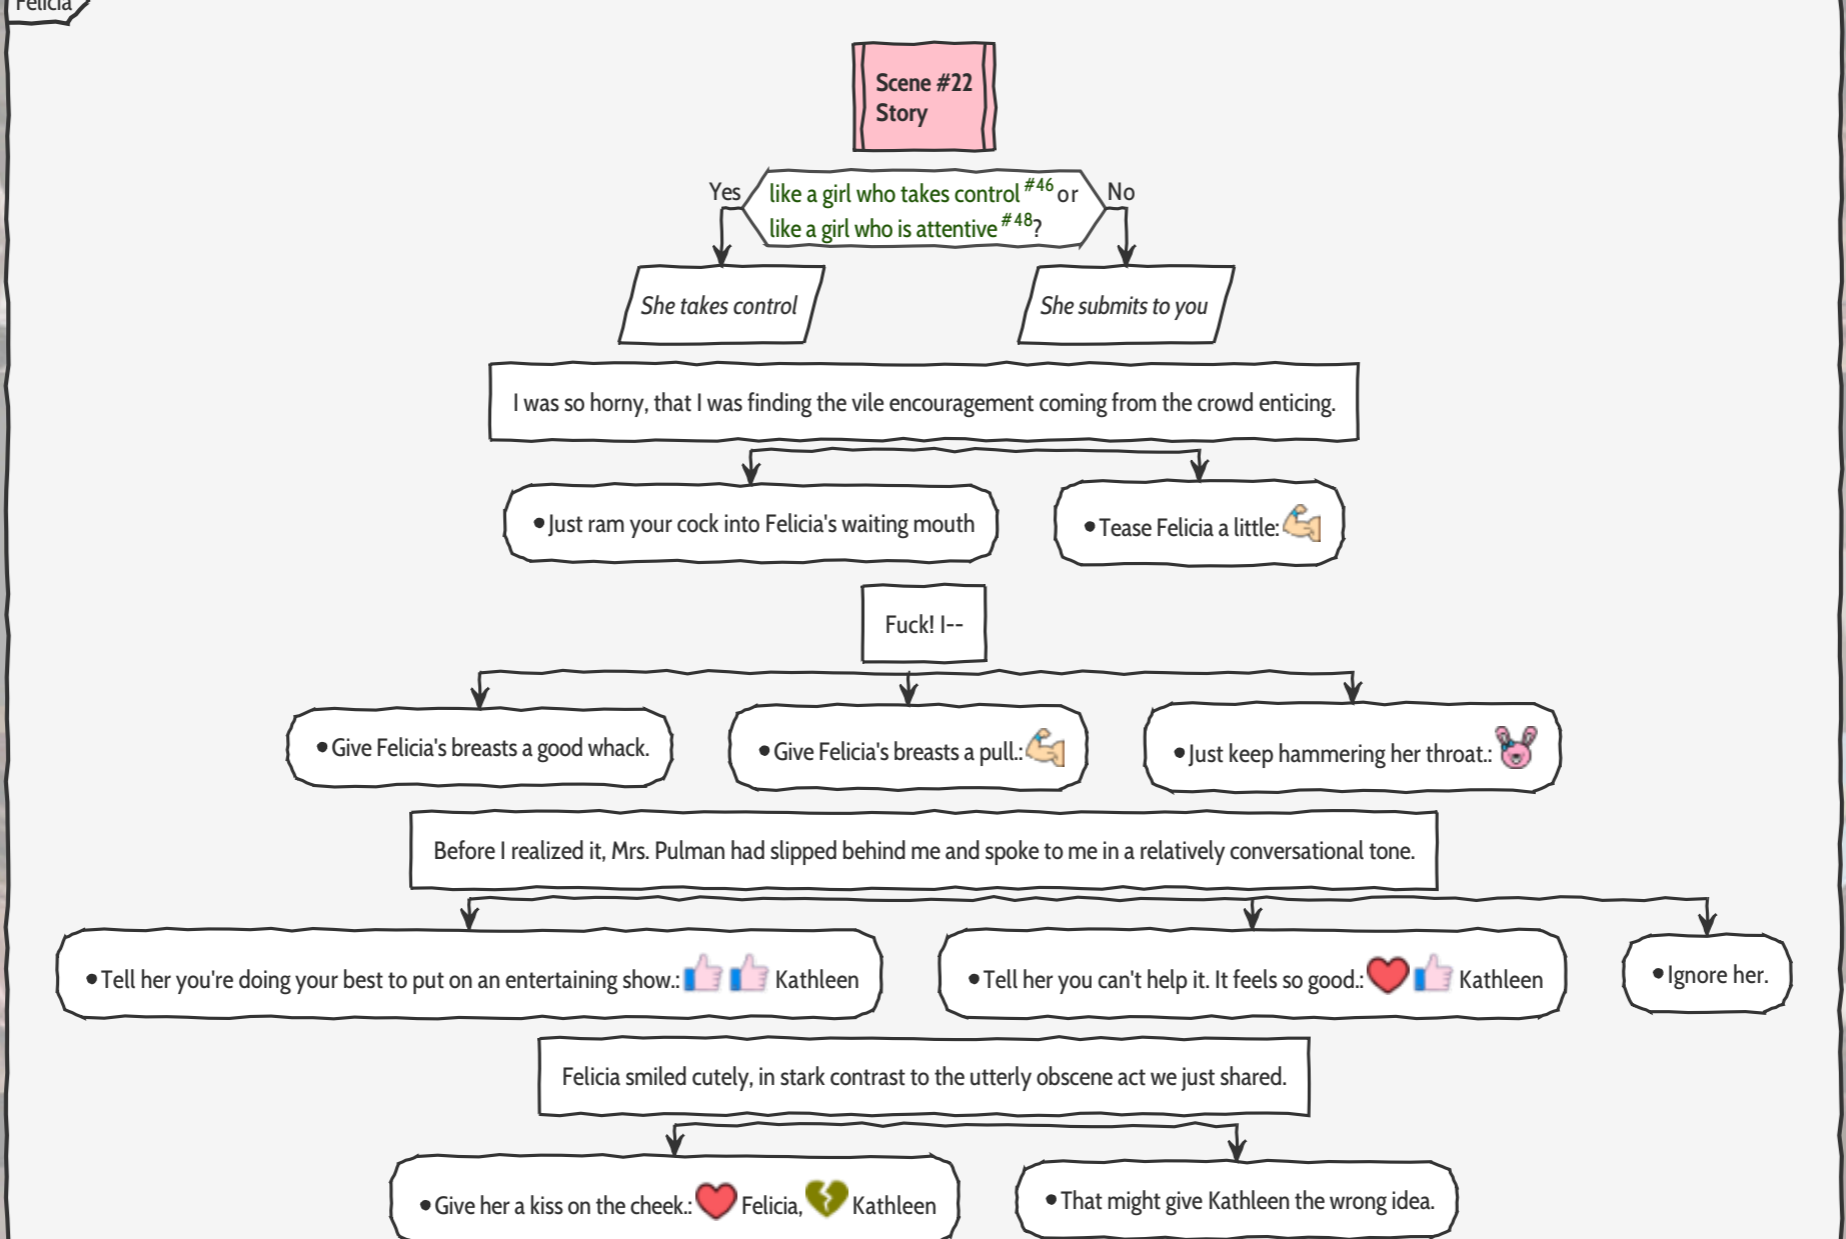 Felicia
Scene #22
Story
Yes
like a girl who takes control #46 or
like a girl who is attentive #48?
No
She takes control
She submits to you
I was so horny, that I was finding the vile encouragement coming from the crowd enticing.
•Just ram your cock into Felicia's waiting mouth
•Tease Felicia a little:
Fuck! I--
•Give Felicia's breasts a good whack.
•Give Felicia's breasts a pull.:
•Just keep hammering her throat.:
Before I realized it, Mrs. Pulman had slipped behind me and spoke to me in a relatively conversational tone.
•Tell her you're doing your best to put on an entertaining show.: Kathleen
•Tell her you can't help it. It feels so good.: Kathleen
•Ignore her.
Felicia smiled cutely, in stark contrast to the utterly obscene act we just shared.
•Give her a kiss on the cheek.: Felicia, Kathleen
•That might give Kathleen the wrong idea.